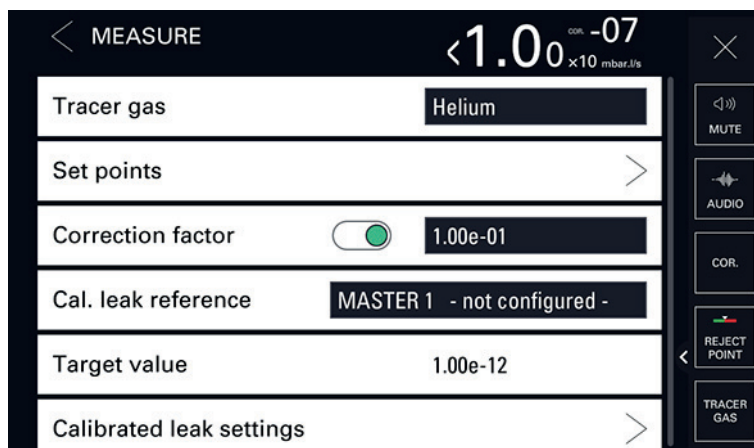 MEASURE
<1.00 COR. -07
×10 mbar.l/s
Tracer gas
Helium
MUTE
Set points
AUDIO
Correction factor
1.00e-01
COR.
Cal. leak reference
MASTER 1 - not configured -
REJECT
POINT
Target value
1.00e-12
TRACER
GAS
Calibrated leak settings